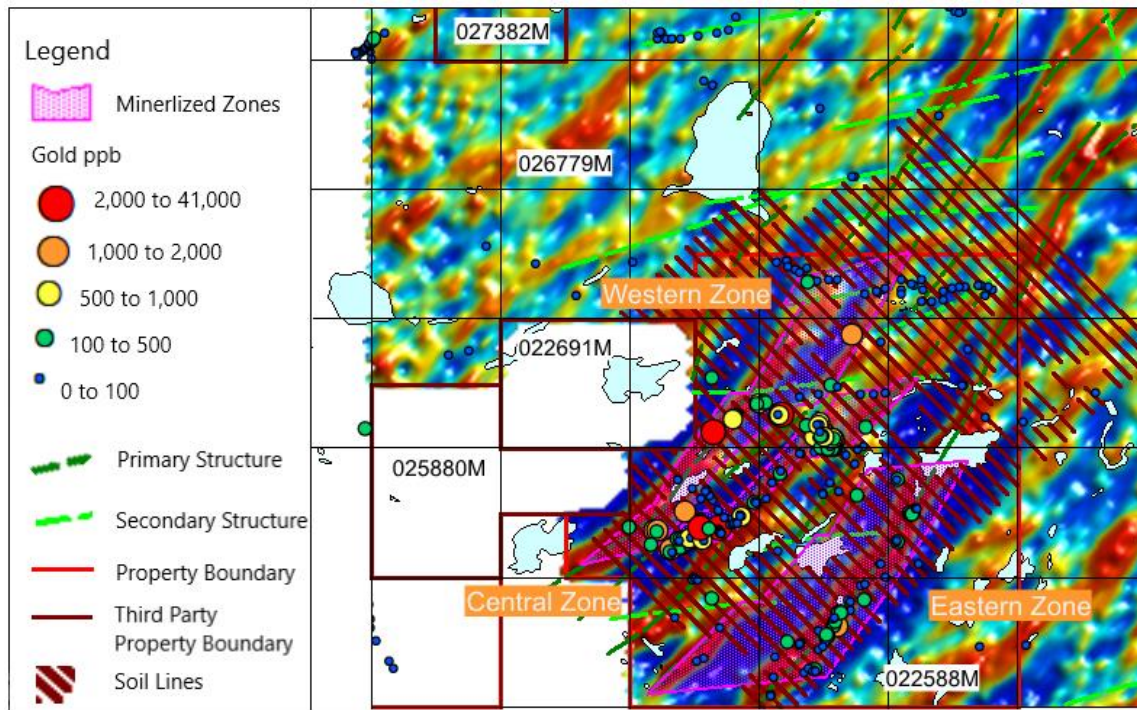 Legend
Minerlized Zones
Gold ppb
2,000 to 41,000
1,000 to 2,000
500 to 1,000
100 to 500
0 to 100
Primary Structure
Secondary Structure
Property Boundary
Third Party
Property Boundary
Soil Lines
027382M
026779M
Western Zone
022691M
025880M
Central Zone
Eastern Zone
022588M